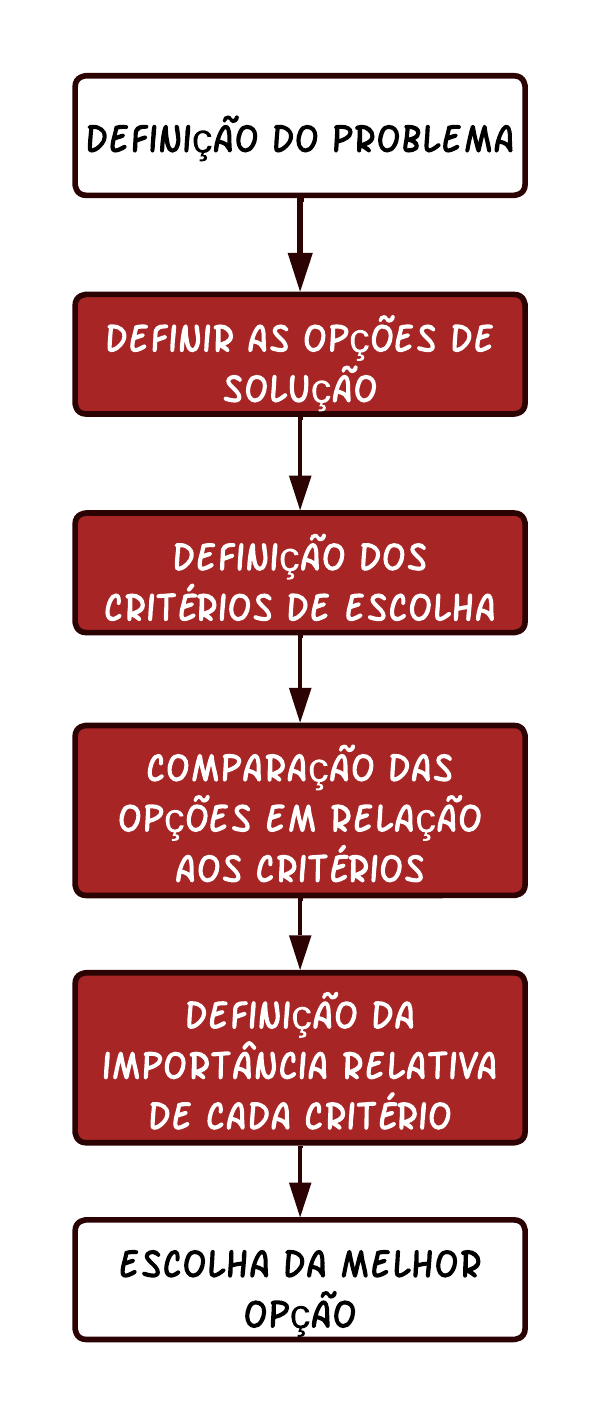 DEFINIÇÃO DO PROBLEMA
DEFINIR AS OPÇÕES DE
SOLUÇÃO
DEFINIÇÃO DOS
CRITÉRIOS DE ESCOLHA
COMPARAÇÃO DAS
OPÇÕES EM RELAÇÃO
AOS CRITÉRIOS
DEFINIÇÃO DA
IMPORTÂNCIA RELATIVA
DE CADA CRITÉRIO
ESCOLHA DA MELHOR
OPÇÃO